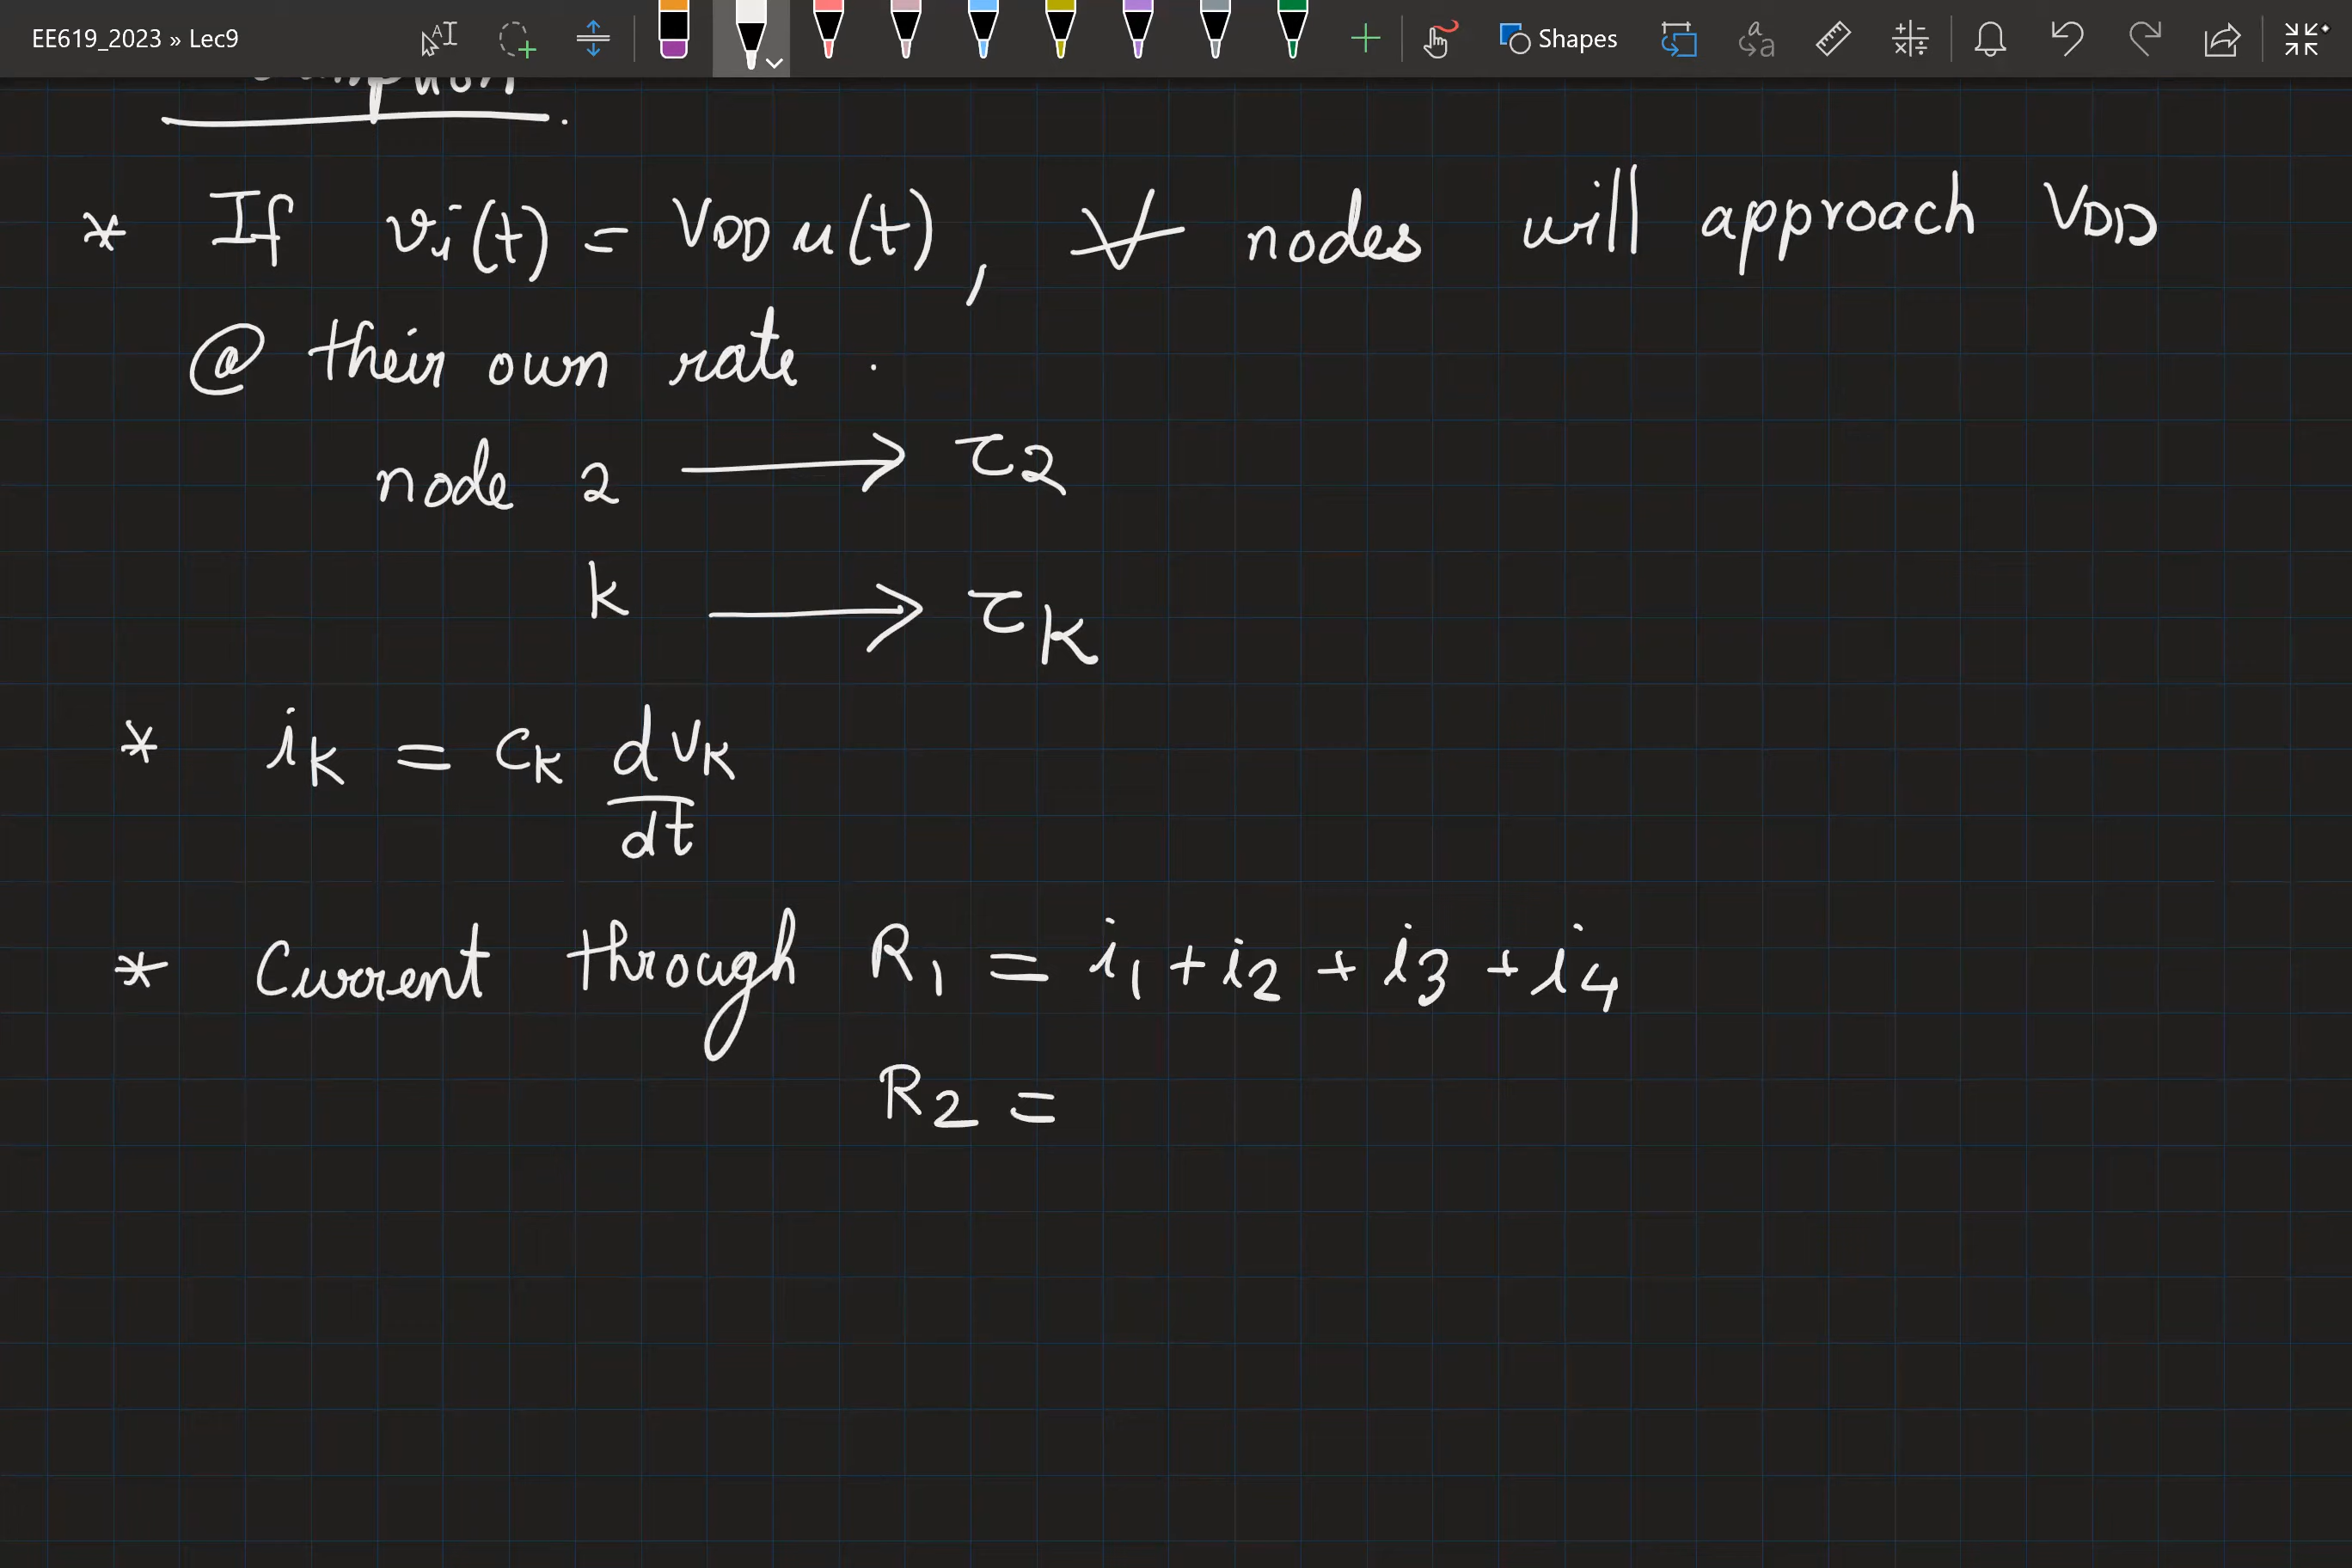 EE619_2023 » Lec9
Shapes
* If vi(t) = VDD u(t), ∀ nodes will approach VDD
@ their own rate .
node 2 ⟶ τ2
k ⟶ τk
* ik = Ck dvk
dt
* Current through R1 = i1 + i2 + i3 + i4
R2 =